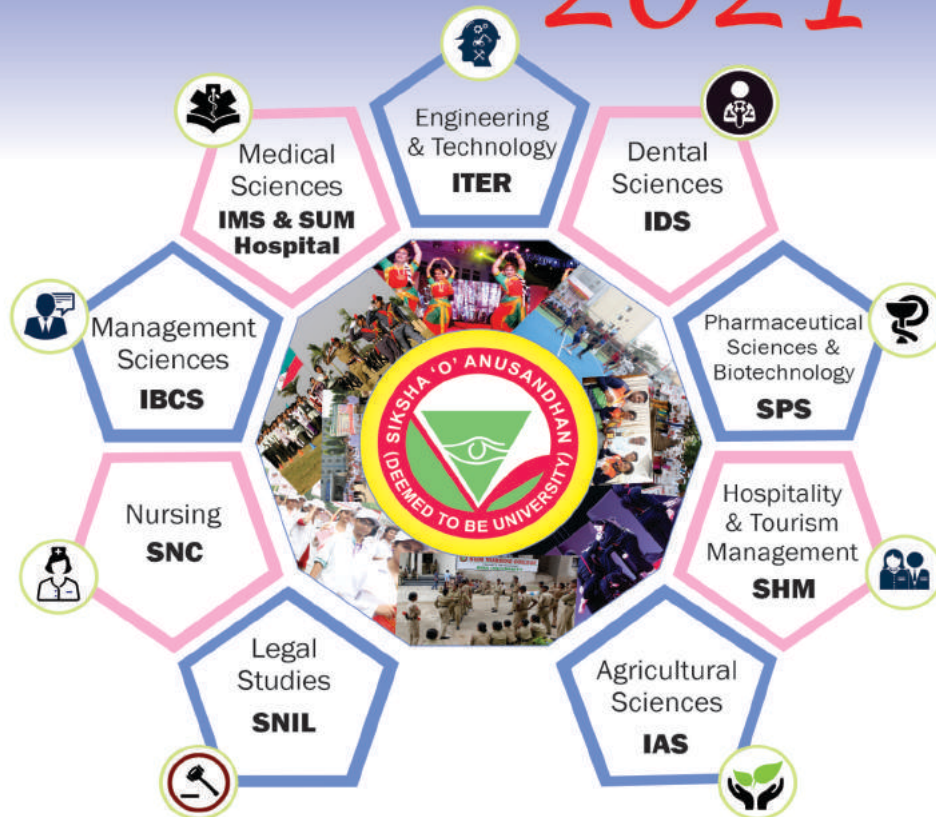 2021
Engineering
& Technology
ITER
Medical
Sciences
IMS & SUM
Hospital
Dental
Sciences
IDS
Management
Sciences
IBCS
Pharmaceutical
Sciences &
Biotechnology
SPS
SIKSHA 'O' ANUSANDHAN
(DEEMED TO BE UNIVERSITY)
Nursing
SNC
Hospitality
& Tourism
Management
SHM
Legal
Studies
SNIL
Agricultural
Sciences
IAS